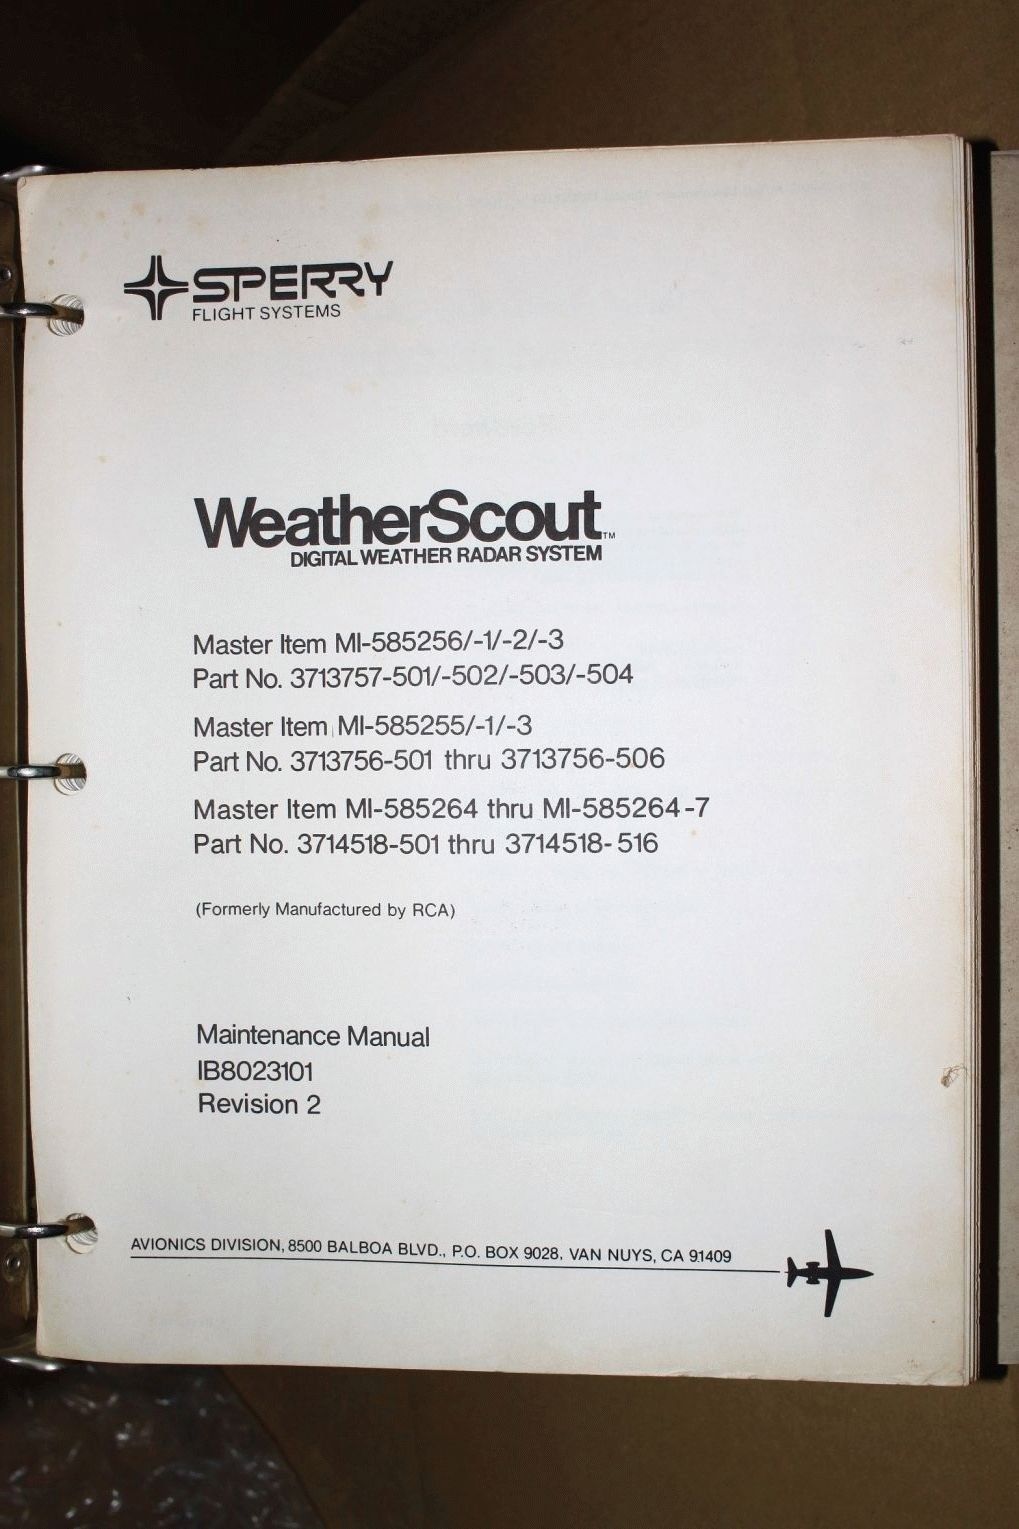 SPERRY
FLIGHT SYSTEMS
WeatherScout™
DIGITAL WEATHER RADAR SYSTEM
Master Item MI-585256/-1/-2/-3
Part No. 3713757-501/-502/-503/-504
Master Item MI-585255/-1/-3
Part No. 3713756-501 thru 3713756-506
Master Item MI-585264 thru MI-585264-7
Part No. 3714518-501 thru 3714518-516
(Formerly Manufactured by RCA)
Maintenance Manual
IB8023101
Revision 2
AVIONICS DIVISION, 8500 BALBOA BLVD., P.O. BOX 9028, VAN NUYS, CA 91409